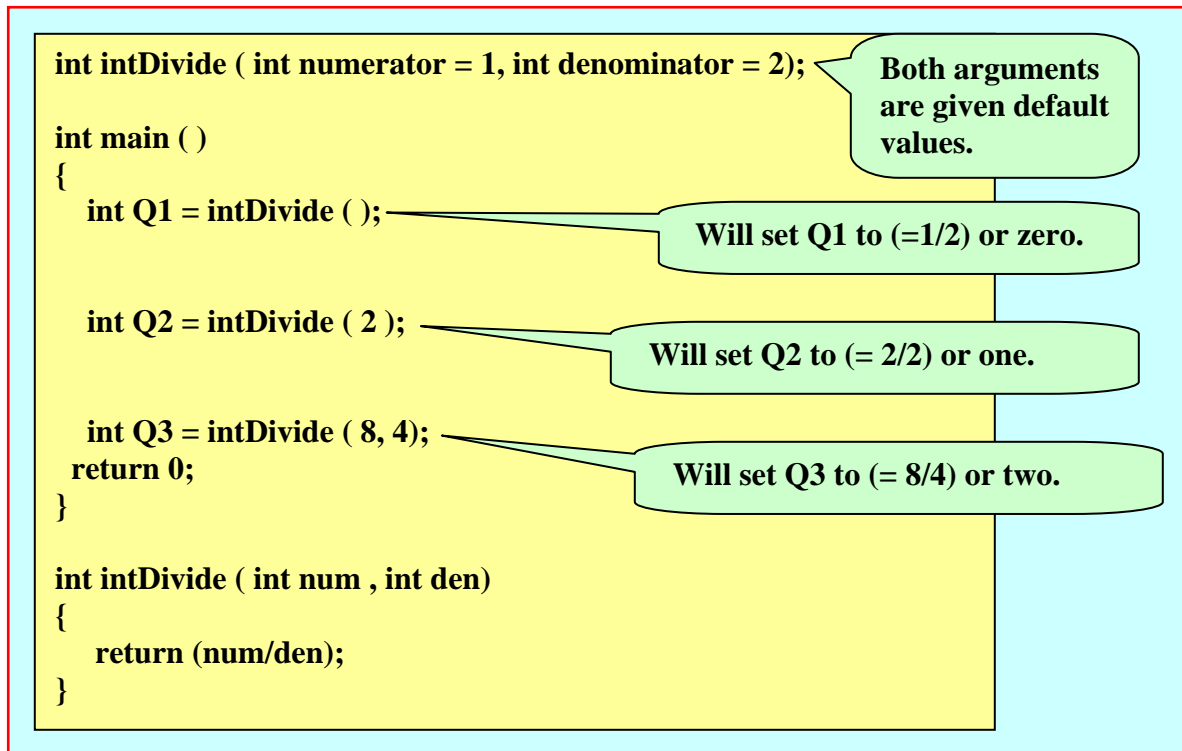 int intDivide ( int numerator = 1, int denominator = 2);
Both arguments
are given default
values.
int main ( )
{
int Q1 = intDivide ( );
Will set Q1 to (=1/2) or zero.
int Q2 = intDivide ( 2 );
Will set Q2 to (= 2/2) or one.
int Q3 = intDivide ( 8, 4);
Will set Q3 to (= 8/4) or two.
return 0;
}
int intDivide ( int num , int den)
{
return (num/den);
}